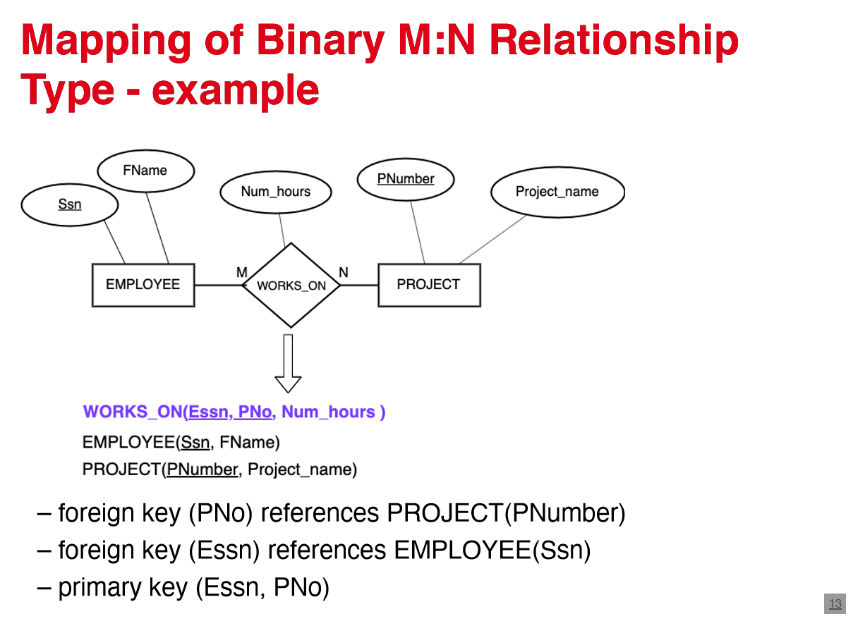 Mapping of Binary M:N Relationship
Type - example
FName
Ssn
Num_hours
PNumber
Project_name
EMPLOYEE
M
WORKS_ON
N
PROJECT
WORKS_ON(Essn, PNo, Num_hours )
EMPLOYEE(Ssn, FName)
PROJECT(PNumber, Project_name)
– foreign key (PNo) references PROJECT(PNumber)
– foreign key (Essn) references EMPLOYEE(Ssn)
– primary key (Essn, PNo)
13